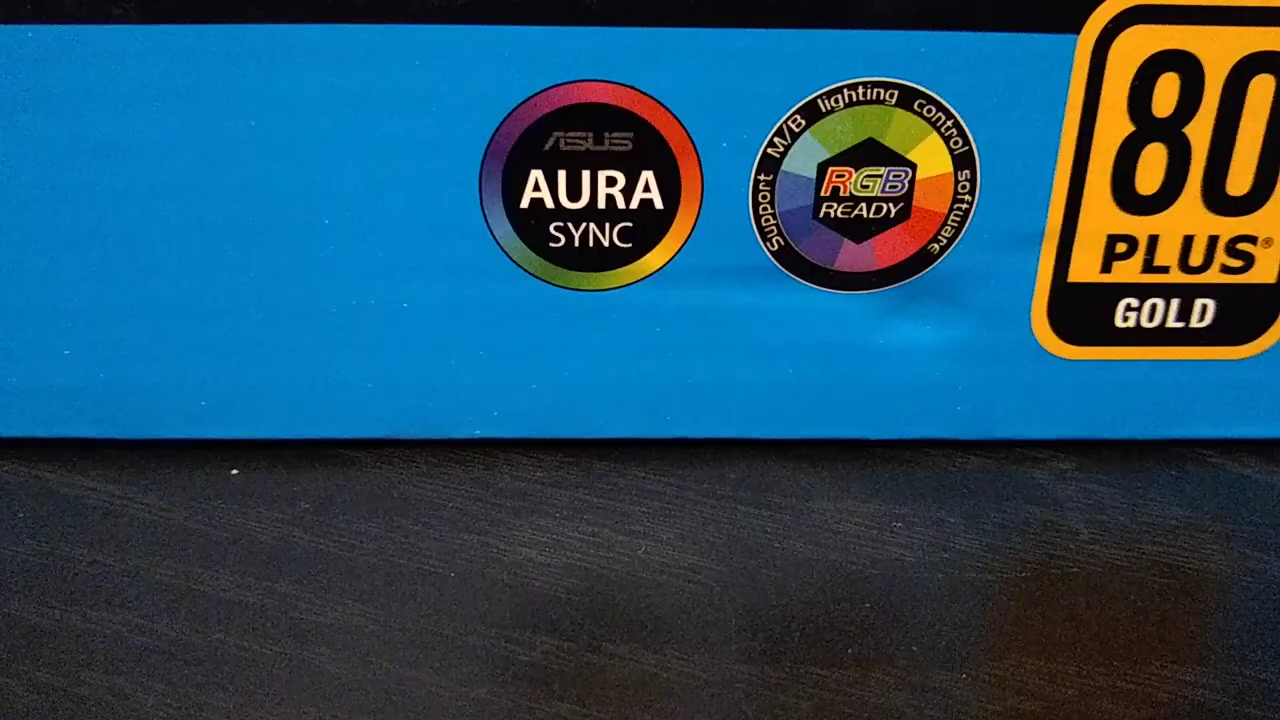 ASUS
AURA
SYNC
Support M/B lighting control software
RGB
READY
80
PLUS®
GOLD